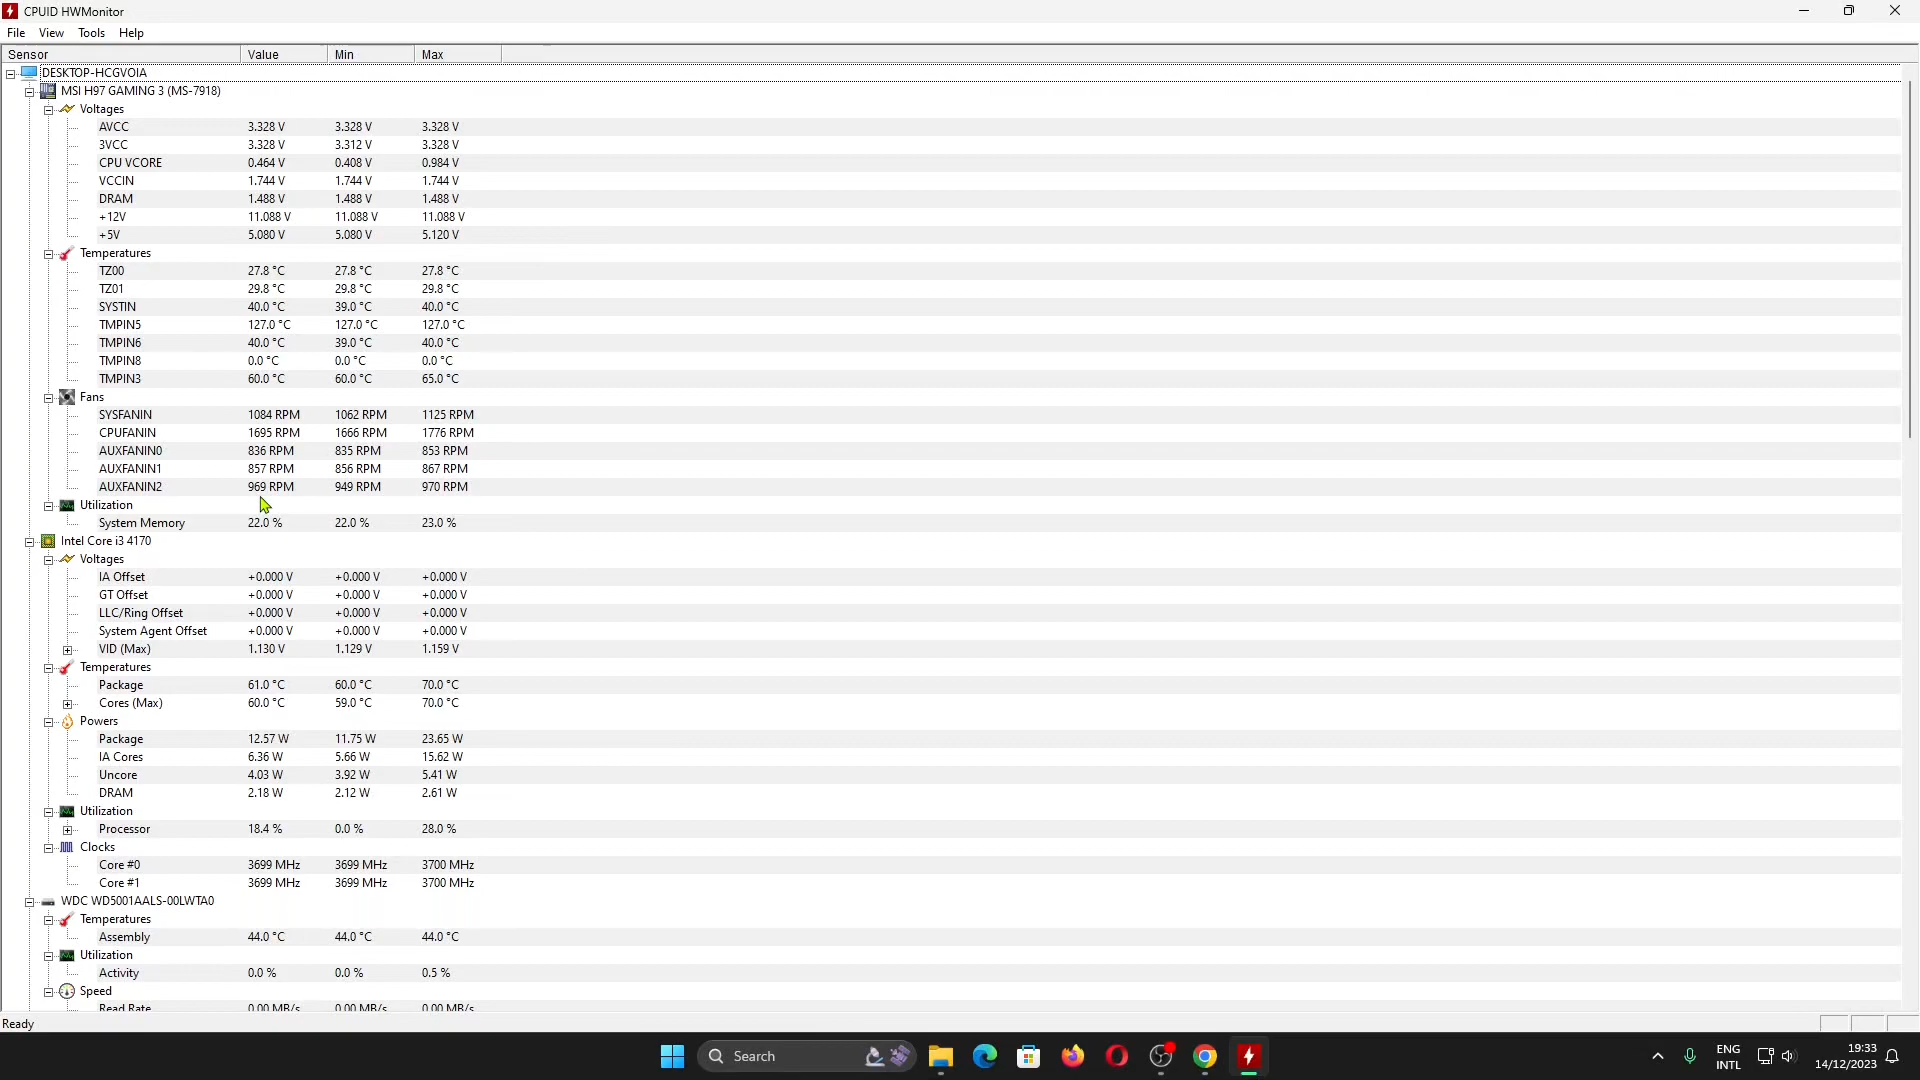 CPUID HWMonitor
File View Tools Help
Sensor Value Min Max
DESKTOP-HCGVOIA
MSI H97 GAMING 3 (MS-7918)
Voltages
AVCC 3.328 V 3.328 V 3.328 V
3VCC 3.328 V 3.312 V 3.328 V
CPU VCORE 0.464 V 0.408 V 0.984 V
VCCIN 1.744 V 1.744 V 1.744 V
DRAM 1.488 V 1.488 V 1.488 V
+12V 11.088 V 11.088 V 11.088 V
+5V 5.080 V 5.080 V 5.120 V
Temperatures
TZ00 27.8 °C 27.8 °C 27.8 °C
TZ01 29.8 °C 29.8 °C 29.8 °C
SYSTIN 40.0 °C 39.0 °C 40.0 °C
TMPIN5 127.0 °C 127.0 °C 127.0 °C
TMPIN6 40.0 °C 39.0 °C 40.0 °C
TMPIN8 0.0 °C 0.0 °C 0.0 °C
TMPIN3 60.0 °C 60.0 °C 65.0 °C
Fans
SYSFANIN 1084 RPM 1062 RPM 1125 RPM
CPUFANIN 1695 RPM 1666 RPM 1776 RPM
AUXFANIN0 836 RPM 835 RPM 853 RPM
AUXFANIN1 857 RPM 856 RPM 867 RPM
AUXFANIN2 969 RPM 949 RPM 970 RPM
Utilization
System Memory 22.0 % 22.0 % 23.0 %
Intel Core i3 4170
Voltages
IA Offset +0.000 V +0.000 V +0.000 V
GT Offset +0.000 V +0.000 V +0.000 V
LLC/Ring Offset +0.000 V +0.000 V +0.000 V
System Agent Offset +0.000 V +0.000 V +0.000 V
VID (Max) 1.130 V 1.129 V 1.159 V
Temperatures
Package 61.0 °C 60.0 °C 70.0 °C
Cores (Max) 60.0 °C 59.0 °C 70.0 °C
Powers
Package 12.57 W 11.75 W 23.65 W
IA Cores 6.36 W 5.66 W 15.62 W
Uncore 4.03 W 3.92 W 5.41 W
DRAM 2.18 W 2.12 W 2.61 W
Utilization
Processor 18.4 % 0.0 % 28.0 %
Clocks
Core #0 3699 MHz 3699 MHz 3700 MHz
Core #1 3699 MHz 3699 MHz 3700 MHz
WDC WD5001AALS-00LWTA0
Temperatures
Assembly 44.0 °C 44.0 °C 44.0 °C
Utilization
Activity 0.0 % 0.0 % 0.5 %
Speed
Read Rate 0.00 MB/s 0.00 MB/s 0.00 MB/s
Ready
Search
ENG
INTL
19:33
14/12/2023